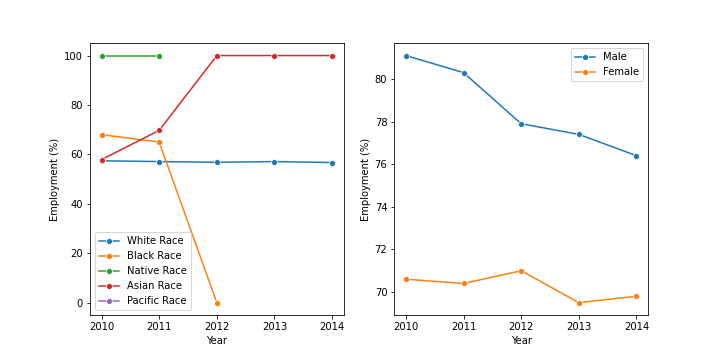 100
80
60
40
20
0
Employment (%)
2010 2011 2012 2013 2014
Year
White Race
Black Race
Native Race
Asian Race
Pacific Race
80
78
76
74
72
70
Employment (%)
2010 2011 2012 2013 2014
Year
Male
Female